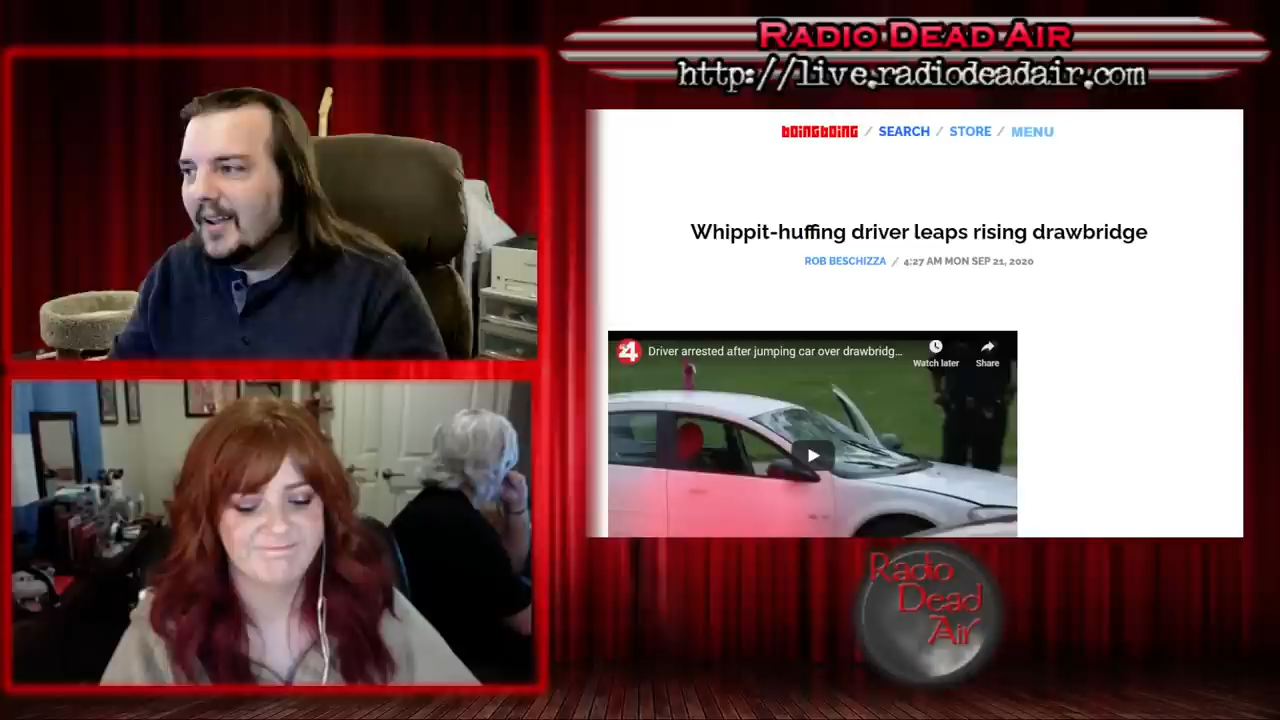 RADIO DEAD AIR
http://live.radiodeadair.com
boingboing / SEARCH / STORE / MENU
Whippit-huffing driver leaps rising drawbridge
ROB BESCHIZZA / 4:27 AM MON SEP 21, 2020
4 Driver arrested after jumping car over drawbridg...
Watch later
Share
Radio
Dead
Air